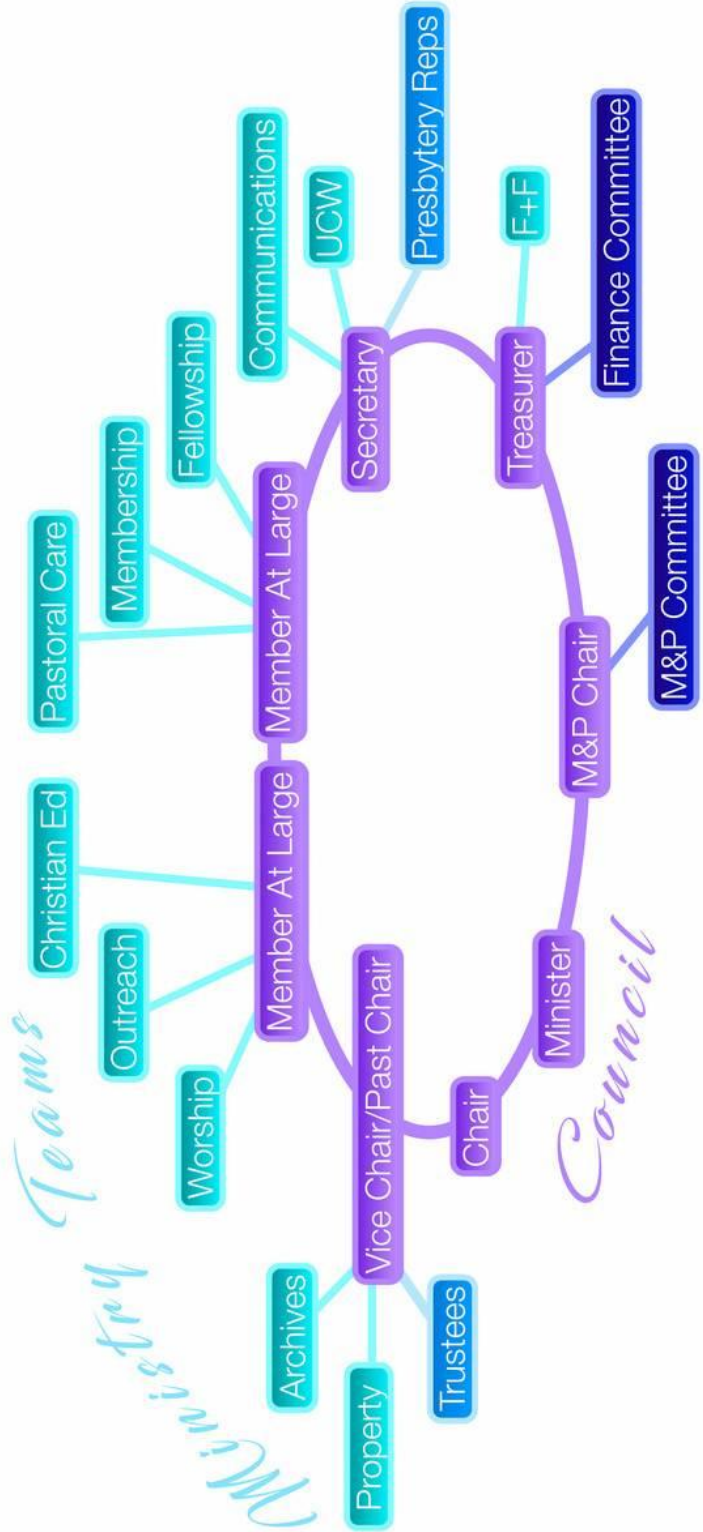 Ministry Teams
Pastoral Care
Christian Ed
Membership
Outreach
Fellowship
Worship
Communications
Member At Large
Member At Large
Archives
UCW
Secretary
Vice Chair/Past Chair
Property
Presbytery Reps
Trustees
Chair
Treasurer
F+F
Minister
M&P Chair
Finance Committee
M&P Committee
Council